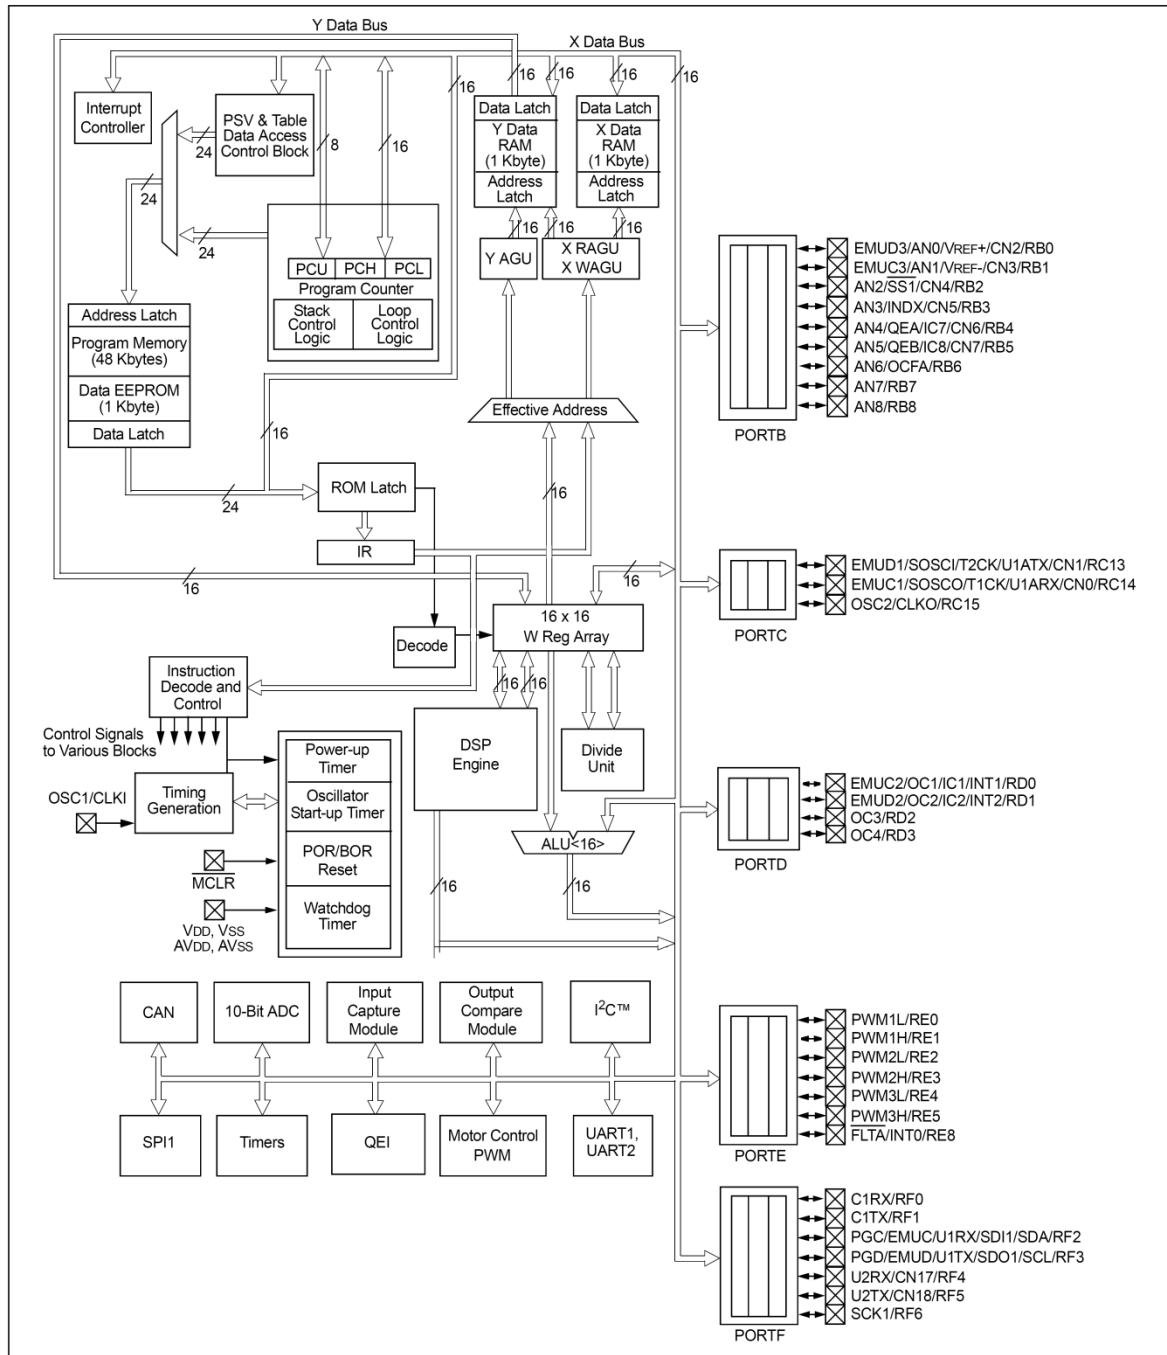 Y Data Bus
X Data Bus
16
16
16
16
16
Interrupt
Controller
PSV & Table
Data Access
Control Block
24
24
8
16
24
Data Latch
Y Data
RAM
(1 Kbyte)
Address
Latch
Data Latch
X Data
RAM
(1 Kbyte)
Address
Latch
16
16
16
Y AGU
X RAGU
X WAGU
PCU
PCH
PCL
Program Counter
Stack
Control
Logic
Loop
Control
Logic
Address Latch
Program Memory
(48 Kbytes)
Data EEPROM
(1 Kbyte)
Data Latch
16
24
Effective Address
ROM Latch
16
IR
16
16
16 x 16
W Reg Array
Decode
Instruction
Decode and
Control
16
16
Control Signals
to Various Blocks
DSP
Engine
Divide
Unit
Power-up
Timer
Oscillator
Start-up Timer
POR/BOR
Reset
Watchdog
Timer
OSC1/CLKI
Timing
Generation
MCLR
VDD, VSS
AVDD, AVSS
ALU<16>
16
16
CAN
10-Bit ADC
Input
Capture
Module
Output
Compare
Module
I2C™
SPI1
Timers
QEI
Motor Control
PWM
UART1,
UART2
EMUD3/AN0/VREF+/CN2/RB0
EMUC3/AN1/VREF-/CN3/RB1
AN2/SS1/CN4/RB2
AN3/INDX/CN5/RB3
AN4/QEA/IC7/CN6/RB4
AN5/QEB/IC8/CN7/RB5
AN6/OCFA/RB6
AN7/RB7
AN8/RB8
PORTB
EMUD1/SOSCI/T2CK/U1ATX/CN1/RC13
EMUC1/SOSCO/T1CK/U1ARX/CN0/RC14
OSC2/CLKO/RC15
PORTC
EMUC2/OC1/IC1/INT1/RD0
EMUD2/OC2/IC2/INT2/RD1
OC3/RD2
OC4/RD3
PORTD
PWM1L/RE0
PWM1H/RE1
PWM2L/RE2
PWM2H/RE3
PWM3L/RE4
PWM3H/RE5
FLTA/INT0/RE8
PORTE
C1RX/RF0
C1TX/RF1
PGC/EMUC/U1RX/SDI1/SDA/RF2
PGD/EMUD/U1TX/SDO1/SCL/RF3
U2RX/CN17/RF4
U2TX/CN18/RF5
SCK1/RF6
PORTF